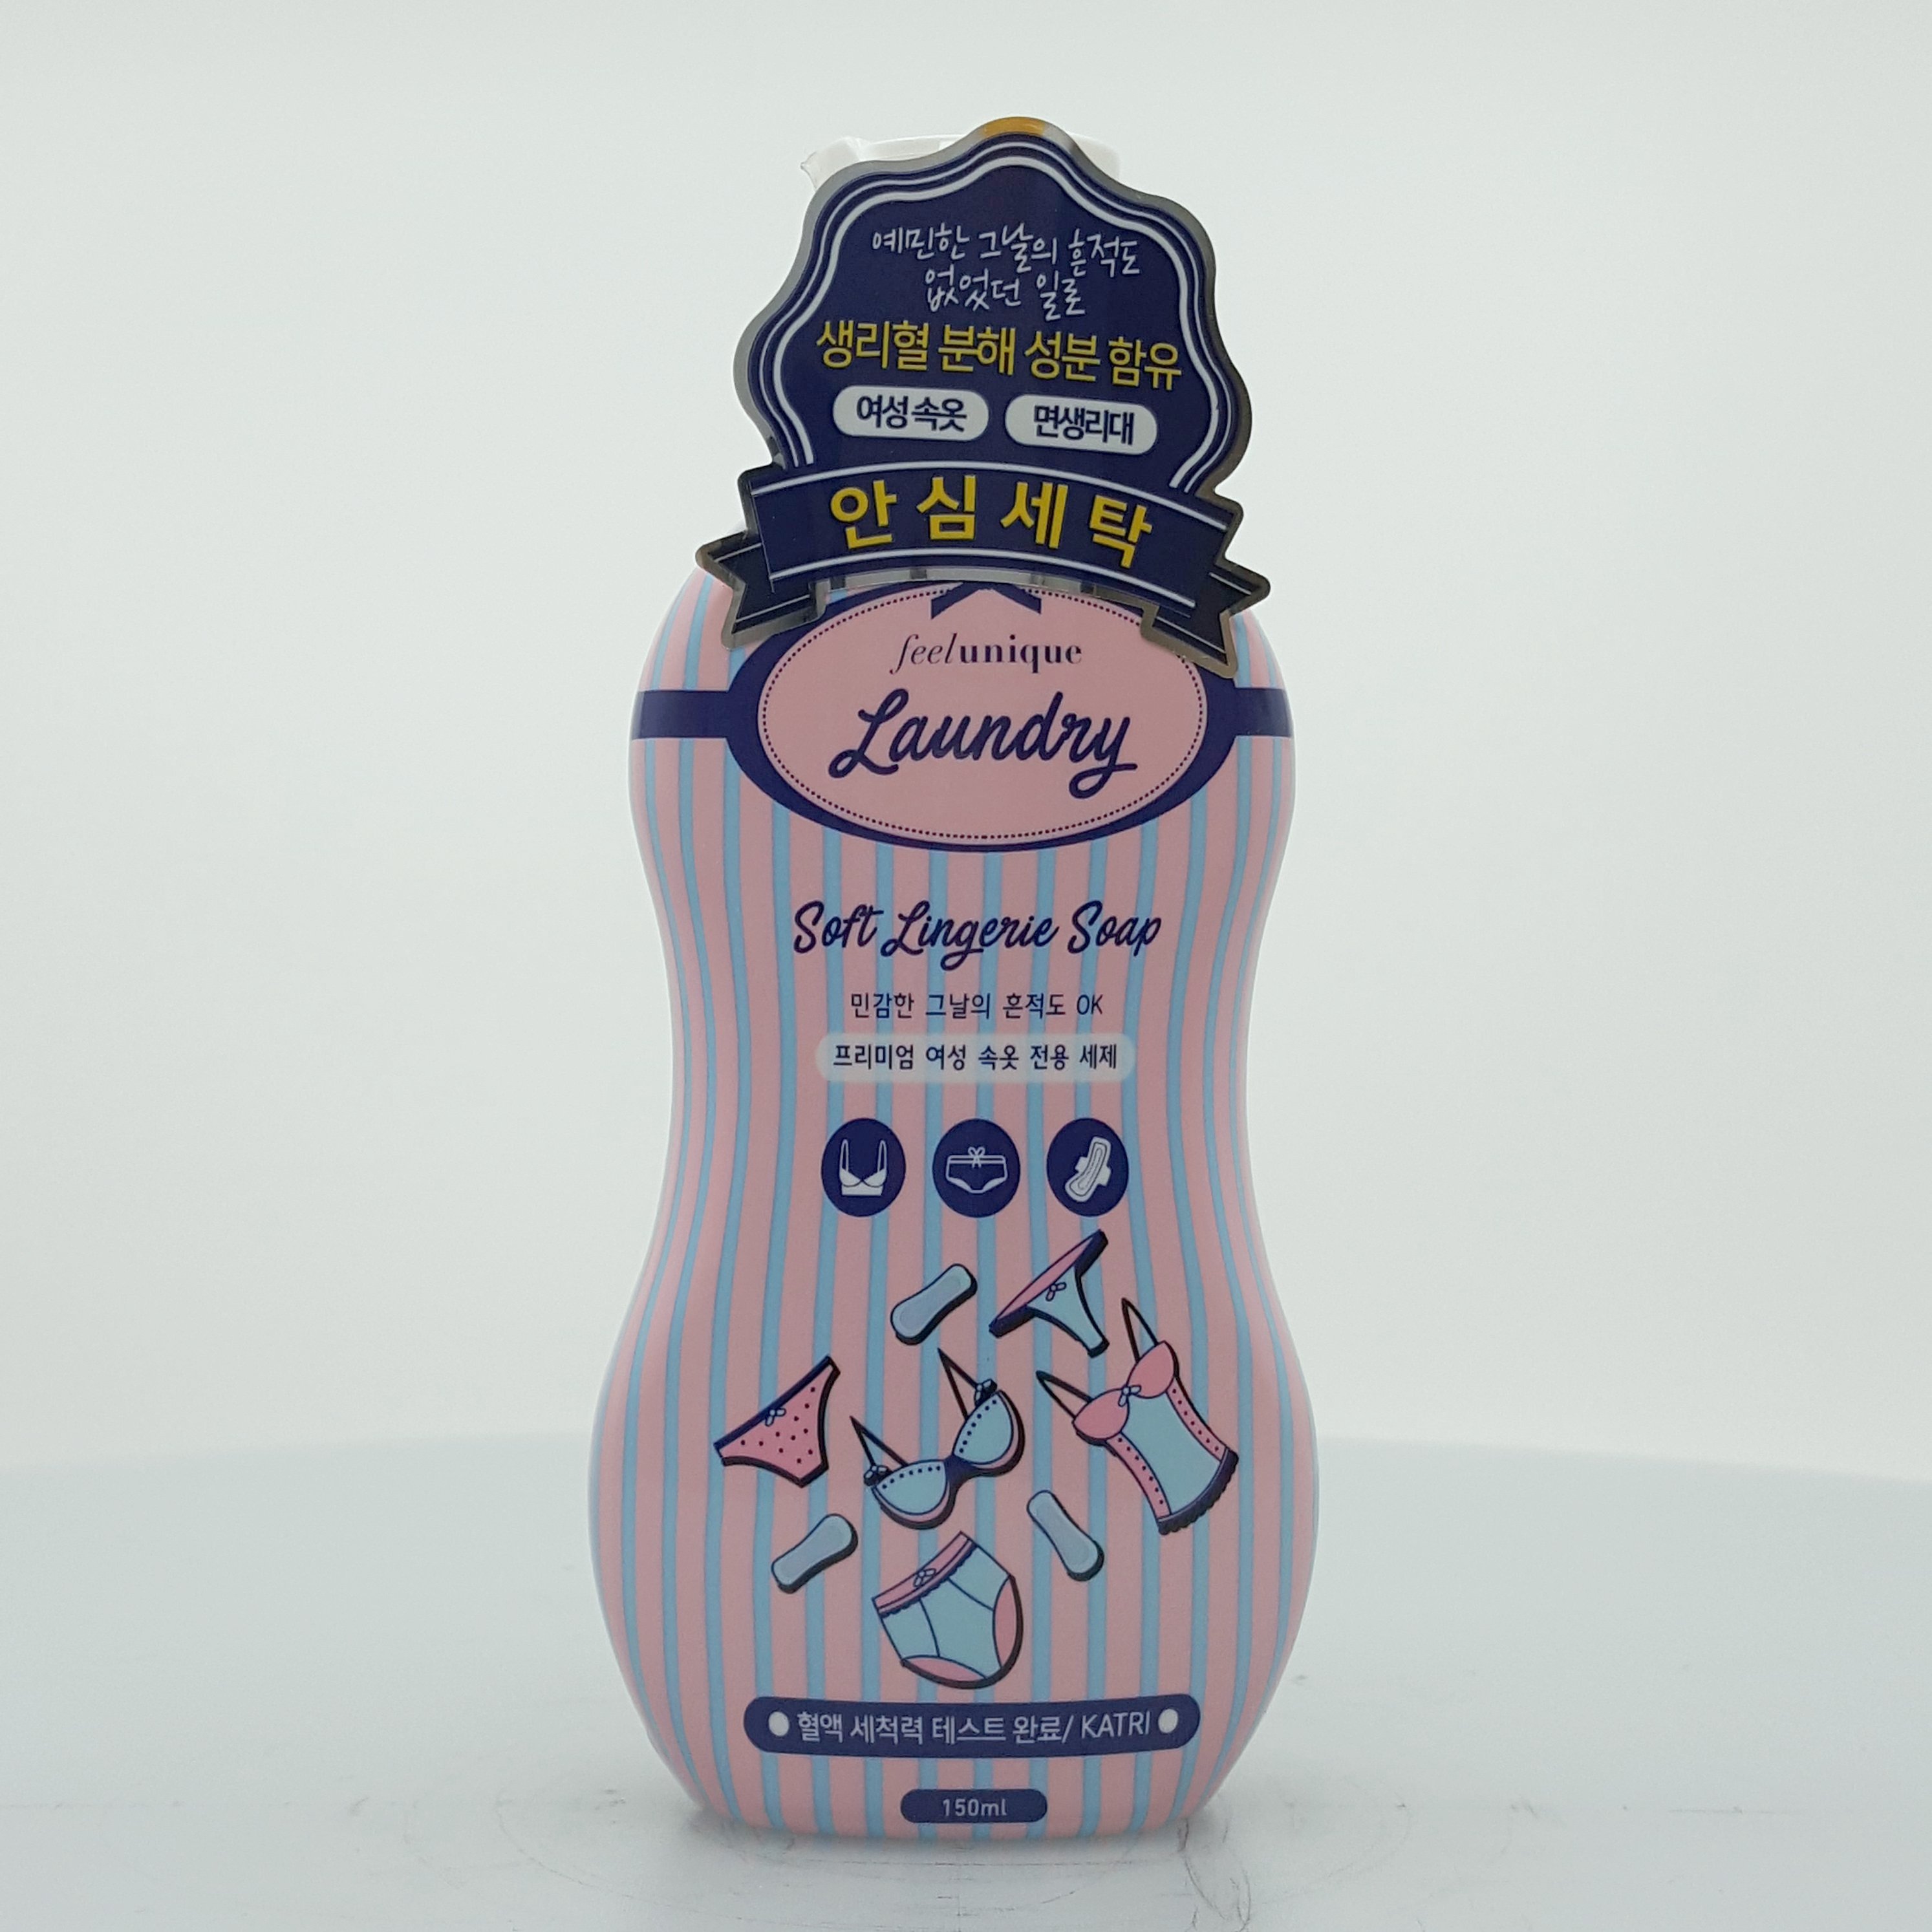 예민한 그날의 흔적도
없었던 일로
생리혈 분해 성분 함유
여성 속옷 면생리대
안심세탁
feelunique
Laundry
Soft Lingerie Soap
민감한 그날의 흔적도 OK
프리미엄 여성 속옷 전용 세제
혈액 세척력 테스트 완료/ KATRI
150ml